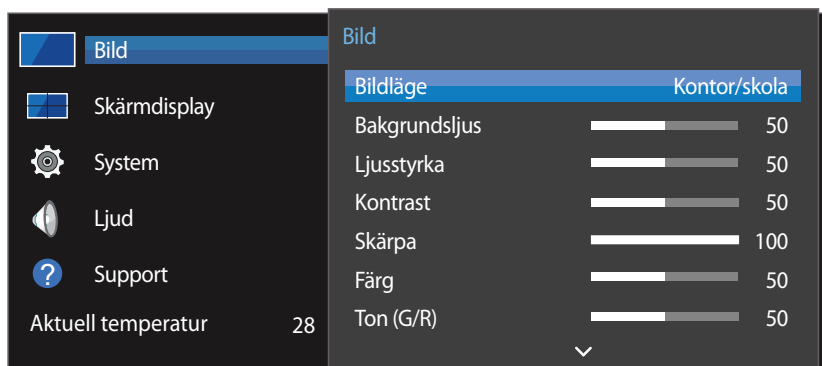 Bild
Skärmdisplay
System
Ljud
?
Support
Aktuell temperatur 28
Bild
Bildläge Kontor/skola
Bakgrundsljus 50
Ljusstyrka 50
Kontrast 50
Skärpa 100
Färg 50
Ton (G/R) 50